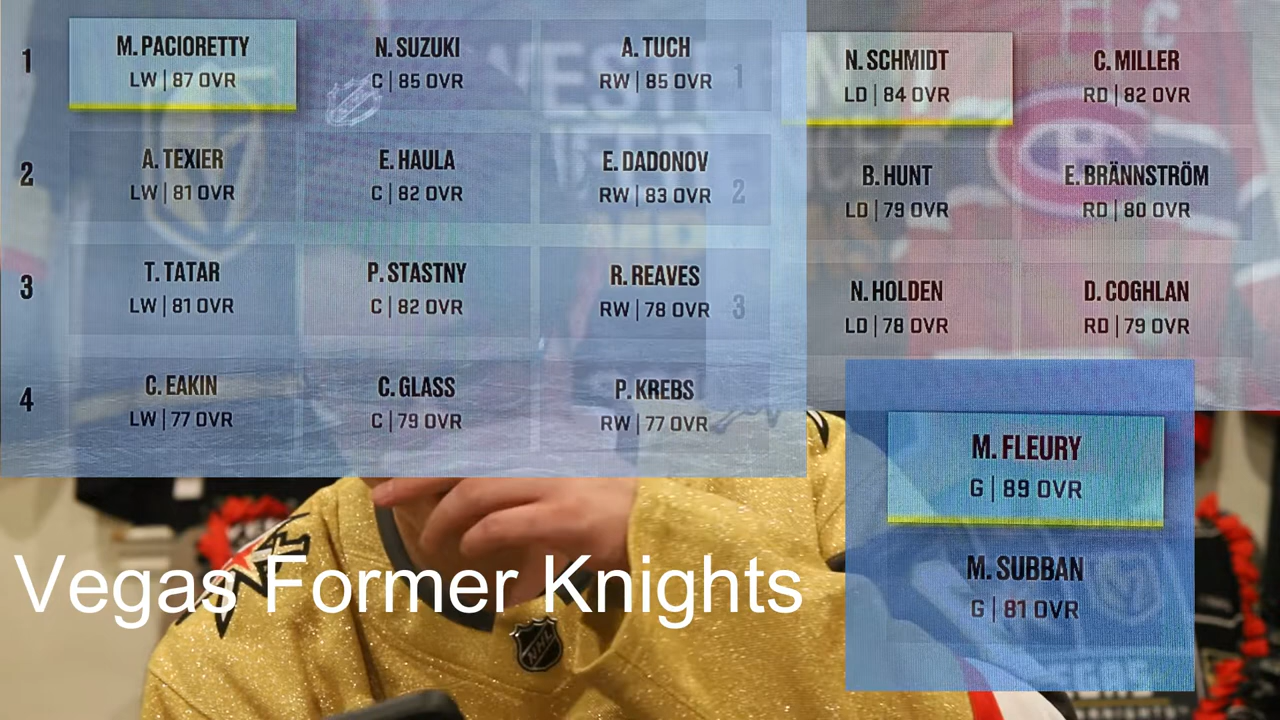 1
M. PACIORETTY
LW | 87 OVR
N. SUZUKI
C | 85 OVR
A. TUCH
RW | 85 OVR
2
A. TEXIER
LW | 81 OVR
E. HAULA
C | 82 OVR
E. DADONOV
RW | 83 OVR
3
T. TATAR
LW | 81 OVR
P. STASTNY
C | 82 OVR
R. REAVES
RW | 78 OVR
4
C. EAKIN
LW | 77 OVR
C. GLASS
C | 79 OVR
P. KREBS
RW | 77 OVR
1
N. SCHMIDT
LD | 84 OVR
C. MILLER
RD | 82 OVR
2
B. HUNT
LD | 79 OVR
E. BRÄNNSTRÖM
RD | 80 OVR
3
N. HOLDEN
LD | 78 OVR
D. COGHLAN
RD | 79 OVR
M. FLEURY
G | 89 OVR
M. SUBBAN
G | 81 OVR
Vegas Former Knights
NHL
C
VEGAS